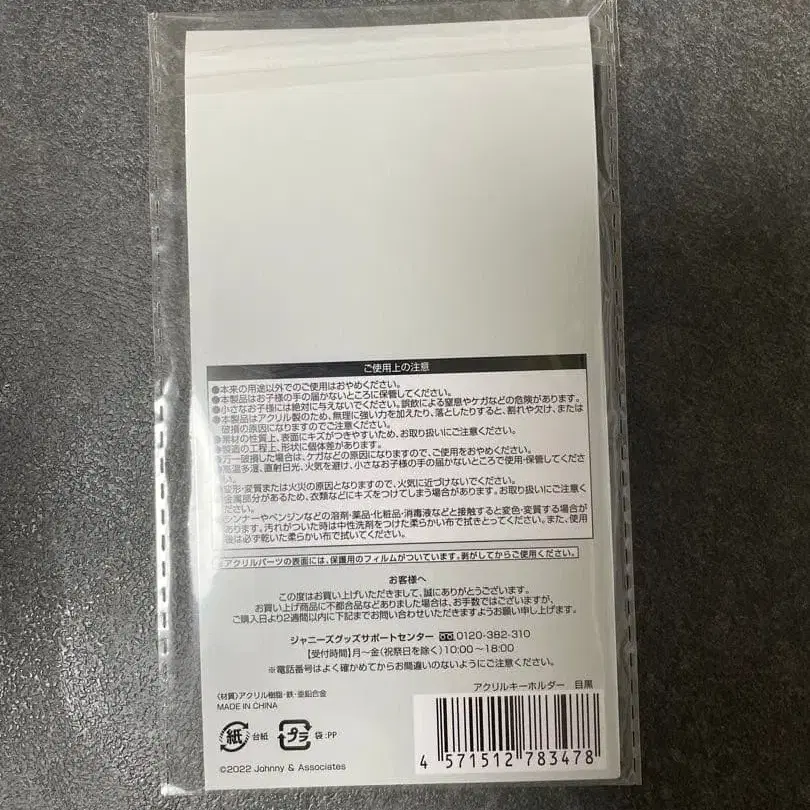 ご使用上の注意
●本来の用途以外でのご使用はおやめください。
●本製品はお子様の手の届かないところに保管してください。
●小さなお子様には絶対に与えないでください。誤飲による窒息やケガなどの危険があります。
●本製品はアクリル製のため、無理に強い力を加えたり、落としたりすると、割れや欠け、または
破損の原因になりますのでご注意ください。
●素材の性質上、表面にキズがつきやすいため、お取り扱いにご注意ください。
●製造の工程上、形状に個体差があります。
●万一破損した場合は、ケガなどの原因になりますので、ご使用をおやめください。
●高温多湿、直射日光、火気を避け、小さなお子様の手の届かないところで使用・保管してくださ
い。
●変形・変質または火災の原因となりますので、火気に近づけないでください。
●金属部分があるため、衣類などにキズをつけてしまう場合があります。お取り扱いにご注意く
ださい。
●シンナーやベンジンなどの溶剤・薬品・化粧品・消毒液などと接触すると変色・変質する場合が
あります。汚れがついた時は中性洗剤をつけた柔らかい布で拭きとってください。また、使用
後は必ず乾いた柔らかい布で拭いてください。
●アクリルパーツの表面には、保護用のフィルムがついています。剥がしてからご使用ください。
お客様へ
この度はお買い上げいただきまして、誠にありがとうございます。
お買い上げ商品に不都合品などありました場合は、お手数ではございますが、
ご購入日より2週間以内に下記までお問い合わせいただきますようお願い申し上げます。
ジャニーズグッズサポートセンター 0120-382-310
【受付時間】月〜金(祝祭日を除く)10:00〜18:00
※電話番号はよく確かめてからお間違いのないようにご注意ください。
アクリルキーホルダー 目黒
〈材質〉アクリル樹脂・鉄・亜鉛合金
MADE IN CHINA
紙 台紙 プラ 袋:PP
4 571512 783478
©2022 Johnny & Associates